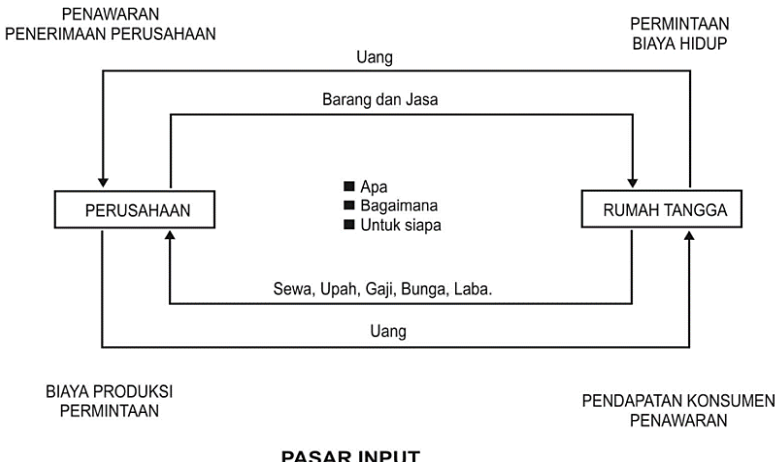 PENAWARAN
PENERIMAAN PERUSAHAAN
PERMINTAAN
BIAYA HIDUP
Uang
Barang dan Jasa
Apa
Bagaimana
Untuk siapa
PERUSAHAAN
RUMAH TANGGA
Sewa, Upah, Gaji, Bunga, Laba.
Uang
BIAYA PRODUKSI
PERMINTAAN
PENDAPATAN KONSUMEN
PENAWARAN
PASAR INPUT